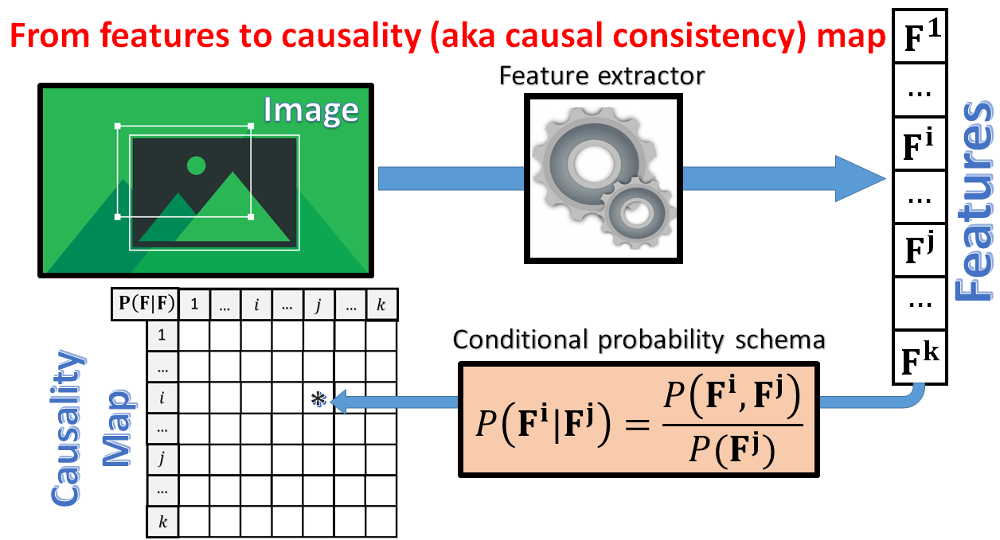 From features to causality (aka causal consistency) map
Image
Feature extractor
F¹
...
Fⁱ
...
Fʲ
...
Fᵏ
Features
Conditional probability schema
P(Fⁱ|Fʲ) = P(Fⁱ, Fʲ) / P(Fʲ)
P(F|F) 1 ... i ... j ... k
1
...
i *
...
j
...
k
Causality
Map